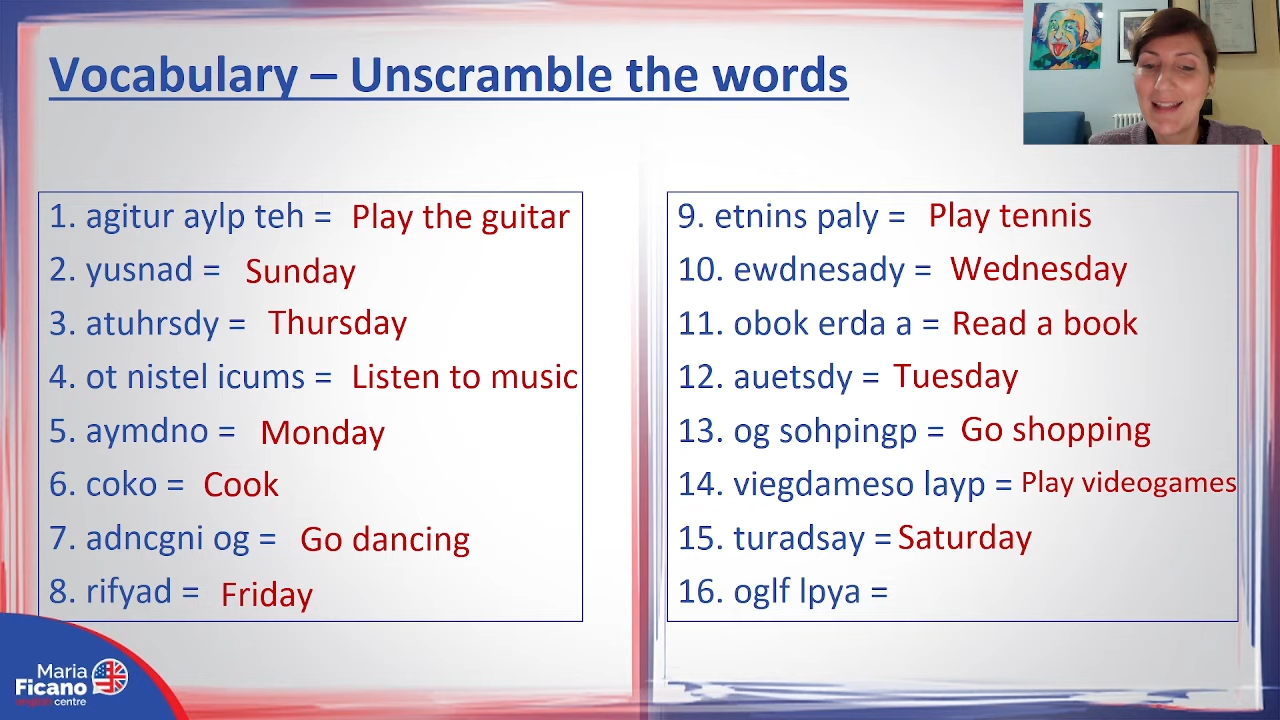 Vocabulary – Unscramble the words
1. agitur aylp teh = Play the guitar
2. yusnad = Sunday
3. atuhrsdy = Thursday
4. ot nistel icums = Listen to music
5. aymdno = Monday
6. coko = Cook
7. adncgni og = Go dancing
8. rifyad = Friday
9. etnins paly = Play tennis
10. ewdnesady = Wednesday
11. obok erda a = Read a book
12. auetsdy = Tuesday
13. og sohpingp = Go shopping
14. viegdameso layp = Play videogames
15. turadsay = Saturday
16. oglf lpya =
Maria
Ficano
english centre